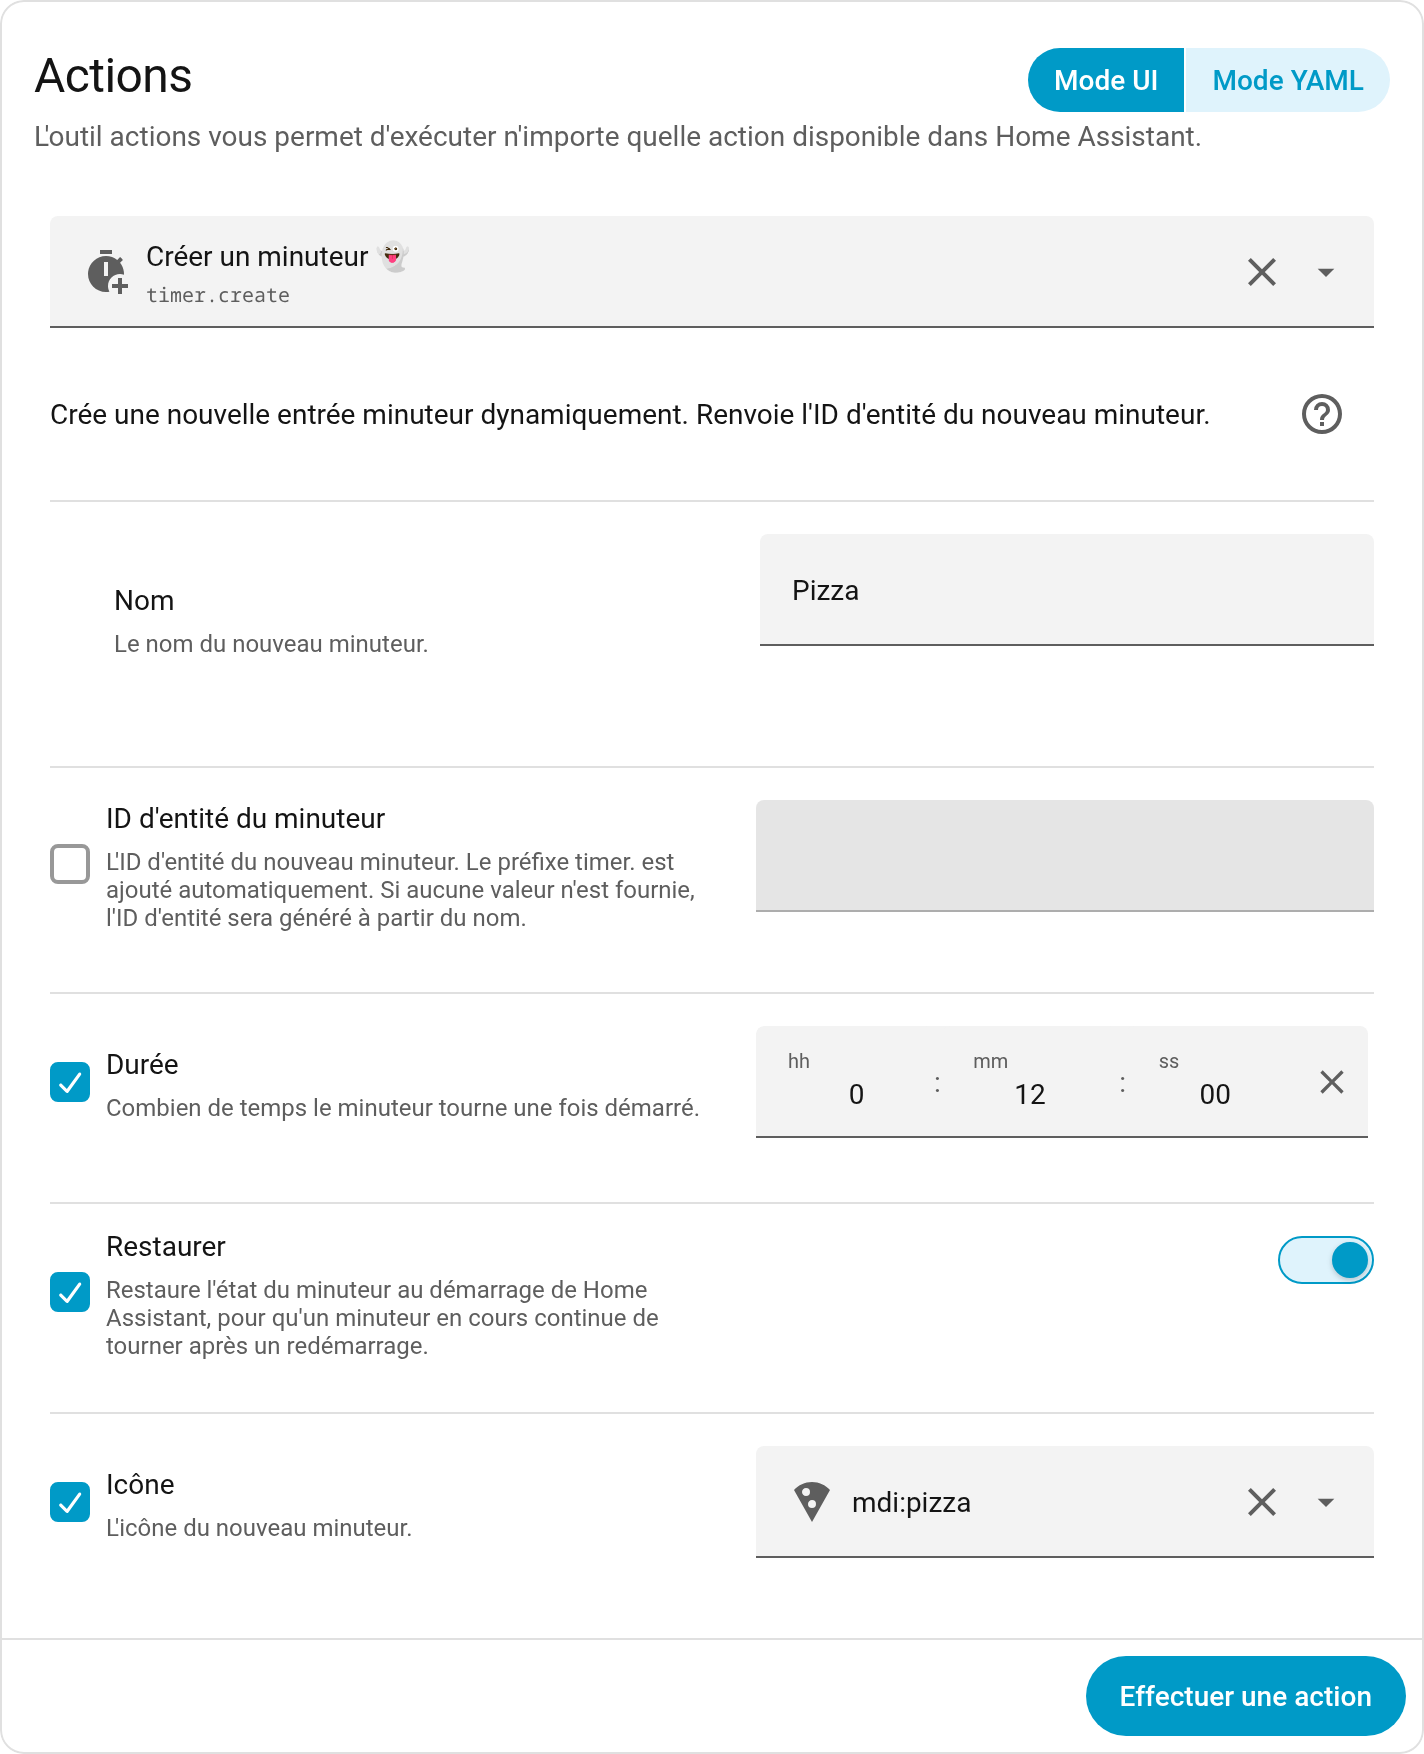 Actions
Mode UI
Mode YAML
L'outil actions vous permet d'exécuter n'importe quelle action disponible dans Home Assistant.
Créer un minuteur 👻
timer.create
Crée une nouvelle entrée minuteur dynamiquement. Renvoie l'ID d'entité du nouveau minuteur.
Nom
Le nom du nouveau minuteur.
Pizza
ID d'entité du minuteur
L'ID d'entité du nouveau minuteur. Le préfixe timer. est
ajouté automatiquement. Si aucune valeur n'est fournie,
l'ID d'entité sera généré à partir du nom.
Durée
Combien de temps le minuteur tourne une fois démarré.
hh mm ss
0 : 12 : 00
Restaurer
Restaure l'état du minuteur au démarrage de Home
Assistant, pour qu'un minuteur en cours continue de
tourner après un redémarrage.
Icône
L'icône du nouveau minuteur.
mdi:pizza
Effectuer une action